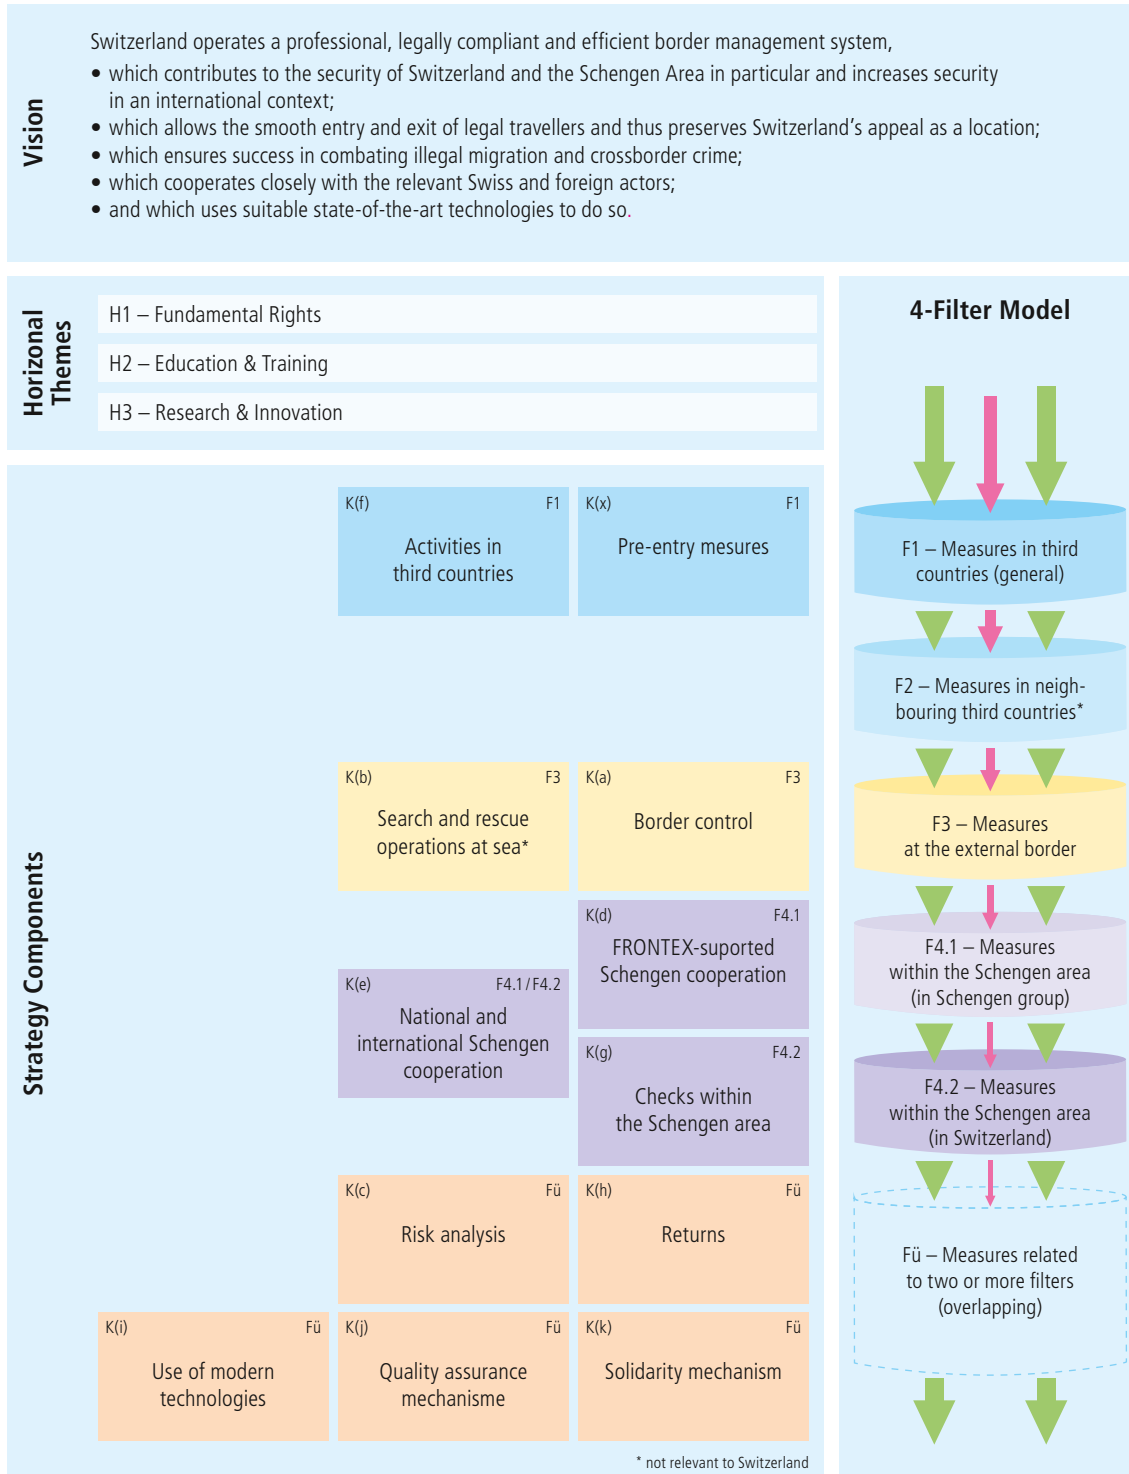 Vision
Switzerland operates a professional, legally compliant and efficient border management system,
• which contributes to the security of Switzerland and the Schengen Area in particular and increases security
in an international context;
• which allows the smooth entry and exit of legal travellers and thus preserves Switzerland’s appeal as a location;
• which ensures success in combating illegal migration and crossborder crime;
• which cooperates closely with the relevant Swiss and foreign actors;
• and which uses suitable state-of-the-art technologies to do so.
Horizonal
Themes
H1 – Fundamental Rights
H2 – Education & Training
H3 – Research & Innovation
Strategy Components
K(f) F1
Activities in
third countries
K(x) F1
Pre-entry mesures
K(b) F3
Search and rescue
operations at sea*
K(a) F3
Border control
K(d) F4.1
FRONTEX-suported
Schengen cooperation
K(e) F4.1 / F4.2
National and
international Schengen
cooperation
K(g) F4.2
Checks within
the Schengen area
K(c) Fü
Risk analysis
K(h) Fü
Returns
K(i) Fü
Use of modern
technologies
K(j) Fü
Quality assurance
mechanisme
K(k) Fü
Solidarity mechanism
* not relevant to Switzerland
4-Filter Model
F1 – Measures in third
countries (general)
F2 – Measures in neigh-
bouring third countries*
F3 – Measures
at the external border
F4.1 – Measures
within the Schengen area
(in Schengen group)
F4.2 – Measures
within the Schengen area
(in Switzerland)
Fü – Measures related
to two or more filters
(overlapping)